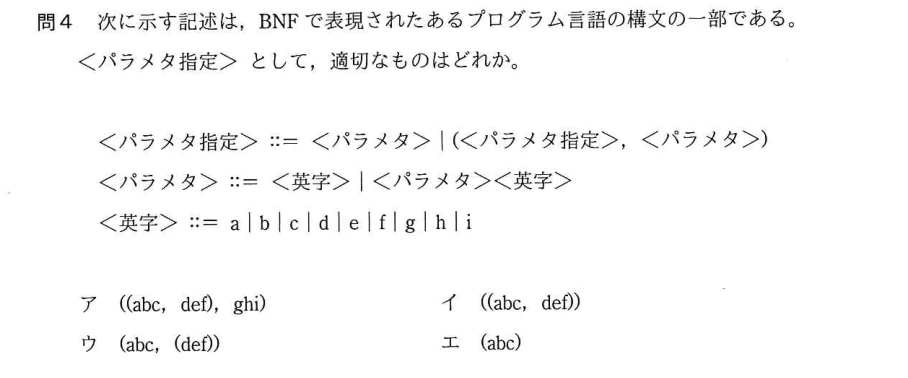 問4 次に示す記述は，BNF で表現されたあるプログラム言語の構文の一部である。
＜パラメタ指定＞ として，適切なものはどれか。
＜パラメタ指定＞ ::= ＜パラメタ＞ | (＜パラメタ指定＞，＜パラメタ＞)
＜パラメタ＞ ::= ＜英字＞ | ＜パラメタ＞＜英字＞
＜英字＞ ::= a | b | c | d | e | f | g | h | i
ア ((abc，def)，ghi) イ ((abc，def))
ウ (abc，(def)) エ (abc)